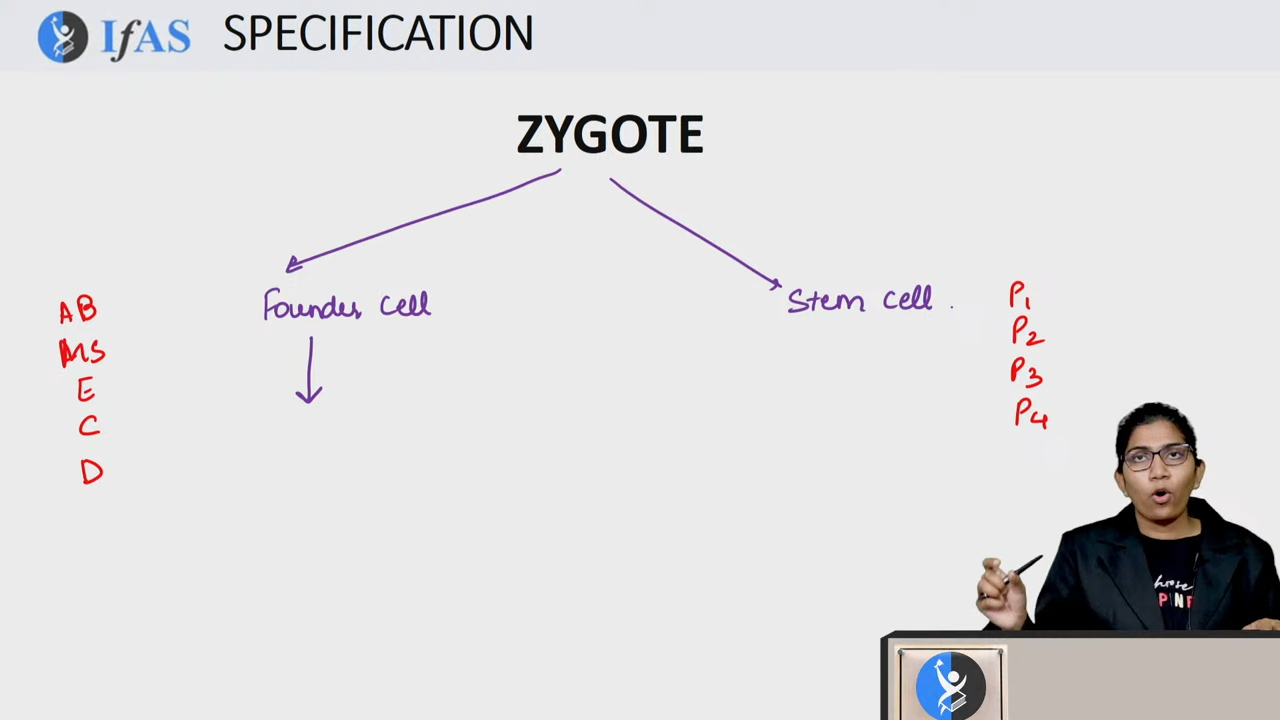 IfAS SPECIFICATION
ZYGOTE
Founder cell
Stem cell.
AB
MS
E
C
D
P1
P2
P3
P4